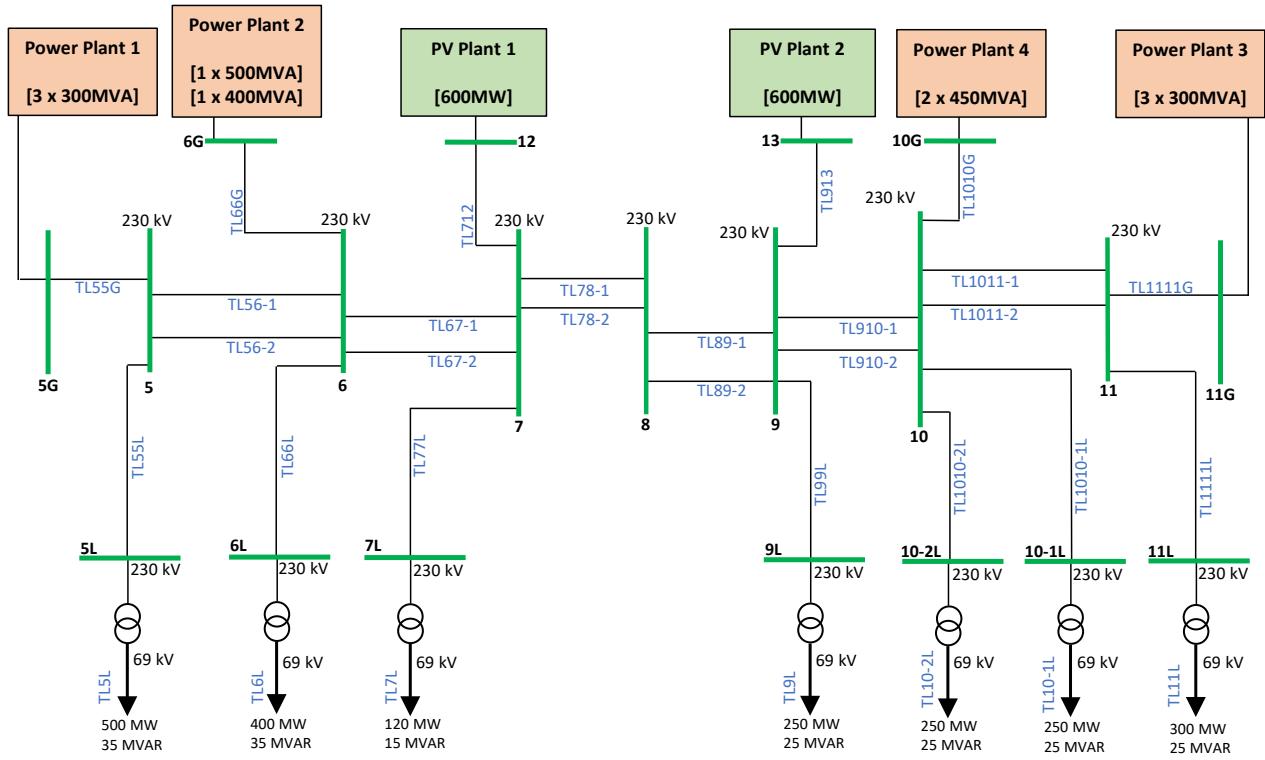 Power Plant 1
[3 x 300MVA]
Power Plant 2
[1 x 500MVA]
[1 x 400MVA]
PV Plant 1
[600MW]
PV Plant 2
[600MW]
Power Plant 4
[2 x 450MVA]
Power Plant 3
[3 x 300MVA]
6G
12
13
10G
TL66G
TL712
TL913
TL1010G
230 kV
230 kV
230 kV
230 kV
230 kV
230 kV
230 kV
TL55G
TL56-1
TL56-2
TL67-1
TL67-2
TL78-1
TL78-2
TL89-1
TL89-2
TL910-1
TL910-2
TL1011-1
TL1011-2
TL1111G
5G
5
6
7
8
9
10
11
11G
TL55L
TL66L
TL77L
TL99L
TL1010-2L
TL1010-1L
TL1111L
5L
6L
7L
9L
10-2L
10-1L
11L
230 kV
230 kV
230 kV
230 kV
230 kV
230 kV
230 kV
69 kV
69 kV
69 kV
69 kV
69 kV
69 kV
69 kV
TL5L
TL6L
TL7L
TL9L
TL10-2L
TL10-1L
TL11L
500 MW
35 MVAR
400 MW
35 MVAR
120 MW
15 MVAR
250 MW
25 MVAR
250 MW
25 MVAR
250 MW
25 MVAR
300 MW
25 MVAR